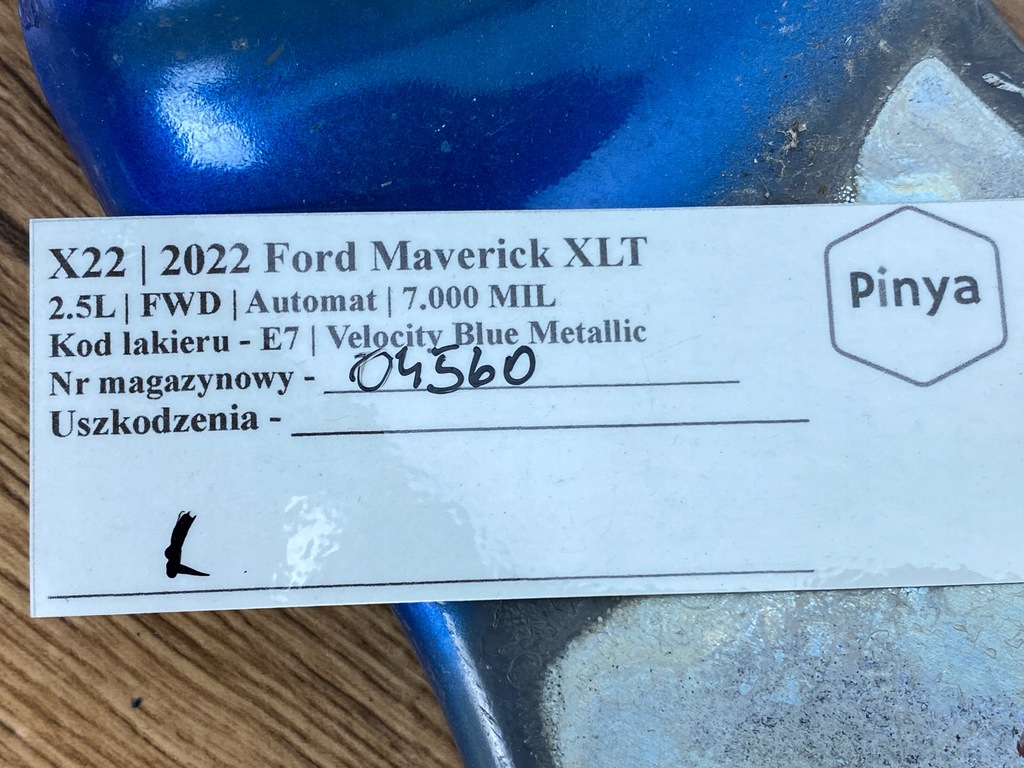 X22 | 2022 Ford Maverick XLT
2.5L | FWD | Automat | 7.000 MIL
Kod lakieru - E7 | Velocity Blue Metallic
Nr magazynowy - 04560
Uszkodzenia -
L
Pinya